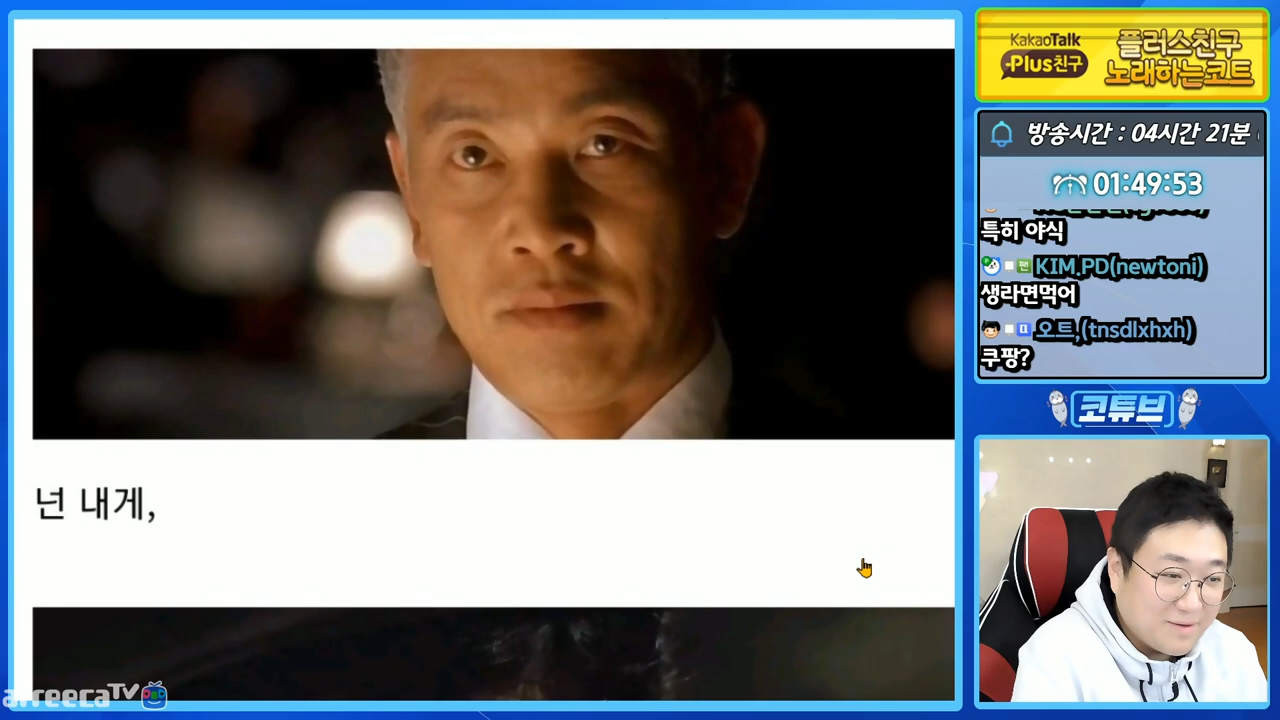 넌 내게,
KakaoTalk
Plus친구
플러스친구
노래하는코트
방송시간 : 04시간 21분
01:49:53
특히 야식
팬 KIM,PD(newtoni)
생라면먹어
오트,(tnsdlxhxh)
쿠팡?
코튜브
afreecaTV